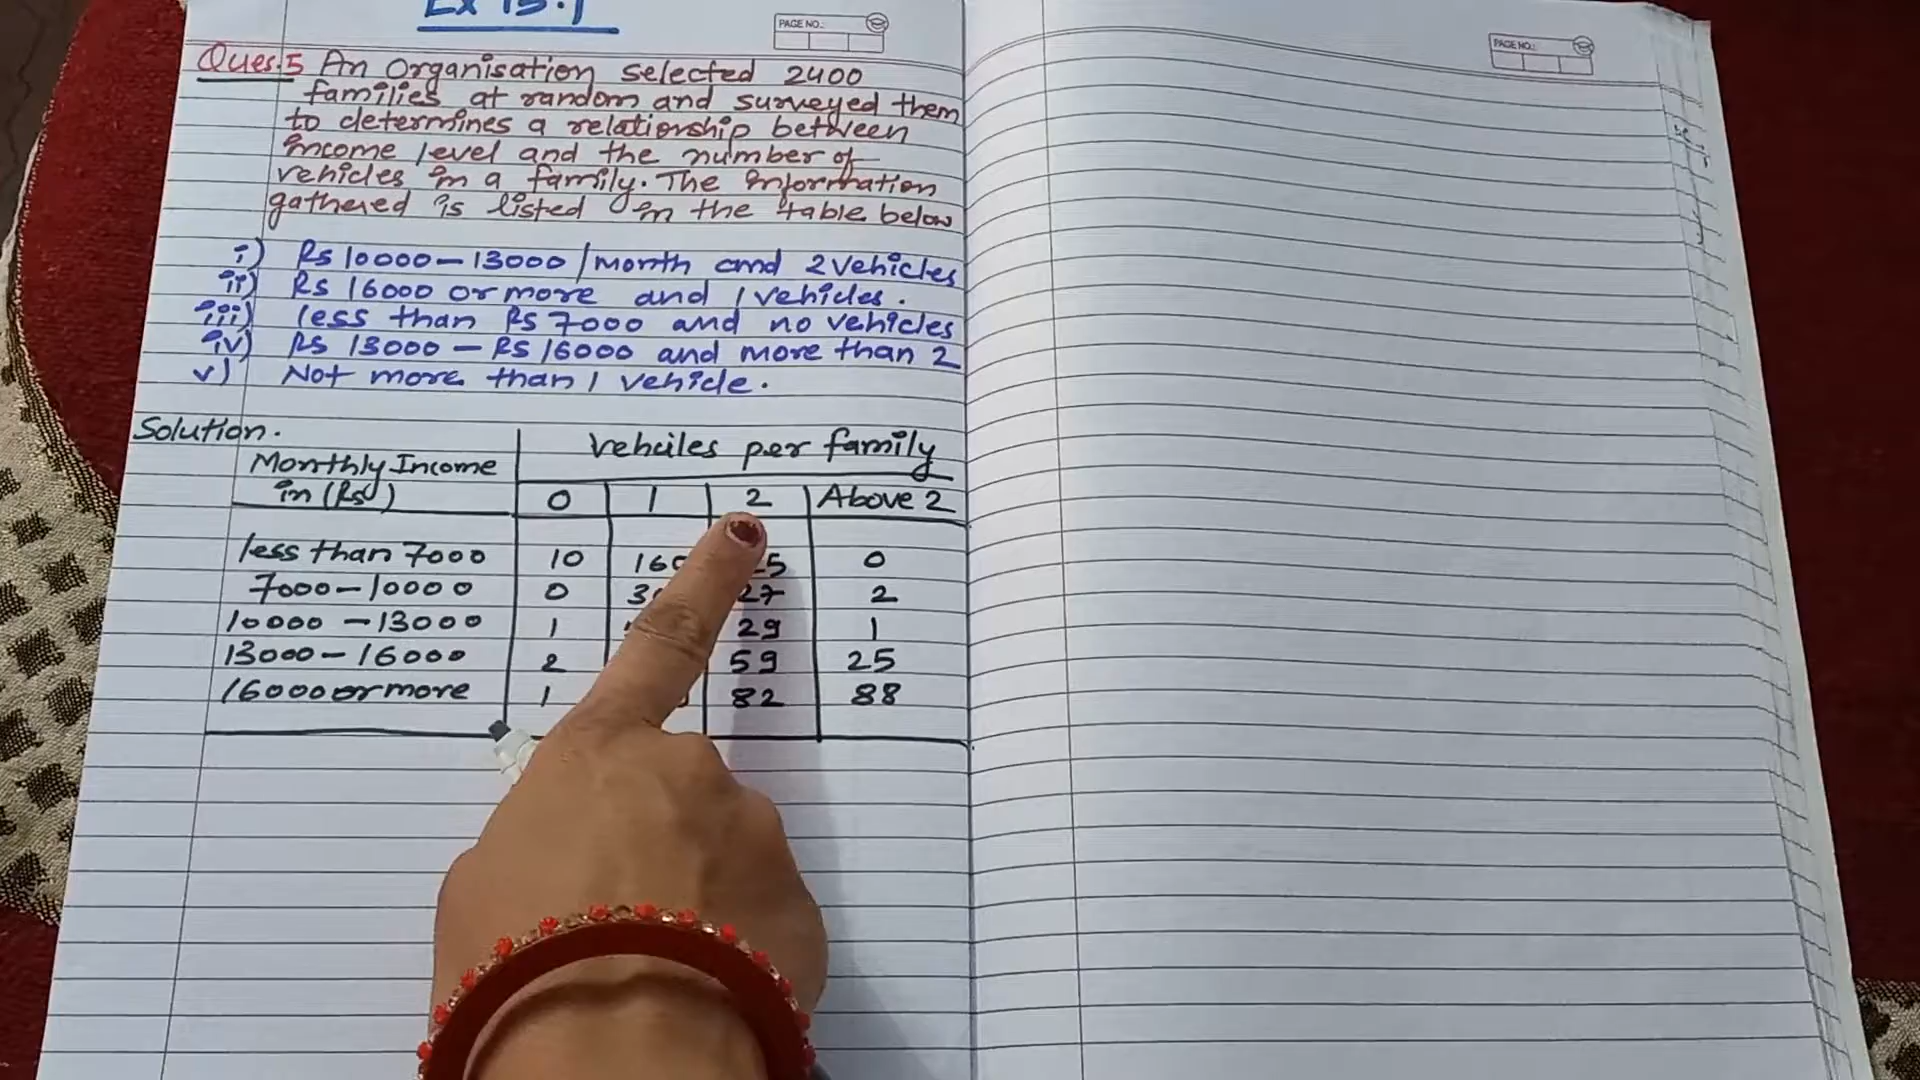 Ex 15.1
PAGE NO.:
PAGE NO.:
Ques.5 An Organisation selected 2400
families at random and surveyed them
to determines a relationship between
income level and the number of
vehicles in a family. The information
gathered is listed in the table below
i) Rs 10000-13000/month and 2 vehicles
ii) Rs 16000 or more and 1 vehicles.
iii) less than Rs 7000 and no vehicles
iv) Rs 13000 - Rs 16000 and more than 2
v) Not more than 1 vehicle.
Solution.
Vehciles per family
Monthly Income
in (Rs) 0 1 2 Above 2
less than 7000 10 0
7000-10000 0 27 2
10000-13000 1 29 1
13000-16000 2 59 25
16000 or more 1 82 88